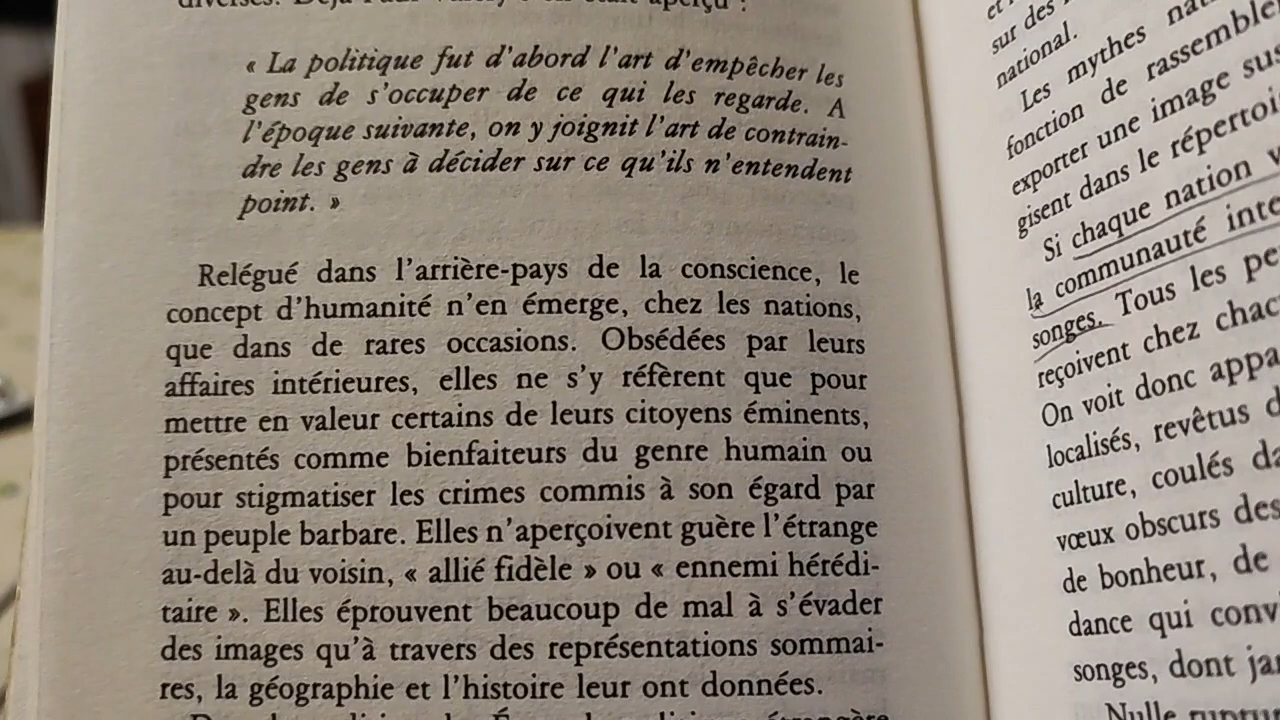 « La politique fut d'abord l'art d'empêcher les
gens de s'occuper de ce qui les regarde. A
l'époque suivante, on y joignit l'art de contrain-
dre les gens à décider sur ce qu'ils n'entendent
point. »
Relégué dans l'arrière-pays de la conscience, le
concept d'humanité n'en émerge, chez les nations,
que dans de rares occasions. Obsédées par leurs
affaires intérieures, elles ne s'y réfèrent que pour
mettre en valeur certains de leurs citoyens éminents,
présentés comme bienfaiteurs du genre humain ou
pour stigmatiser les crimes commis à son égard par
un peuple barbare. Elles n'aperçoivent guère l'étrange
au-delà du voisin, « allié fidèle » ou « ennemi hérédi-
taire ». Elles éprouvent beaucoup de mal à s'évader
des images qu'à travers des représentations sommai-
res, la géographie et l'histoire leur ont données.
sur des
national.
Les mythes
fonction de
exporter une image
gisent dans le
Si chaque nation
la communauté
songes. Tous les
reçoivent chez
On voit donc
localisés, revêtus
culture, coulés
vœux obscurs des
de bonheur, de
qui
songes, dont
Nulle